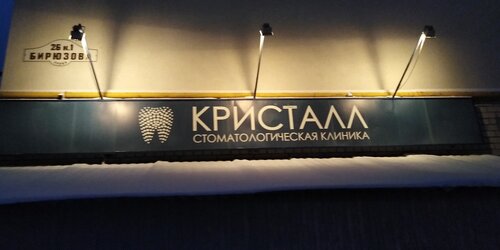 26 к.1
БИРЮЗОВА
КРИСТАЛЛ
СТОМАТОЛОГИЧЕСКАЯ КЛИНИКА